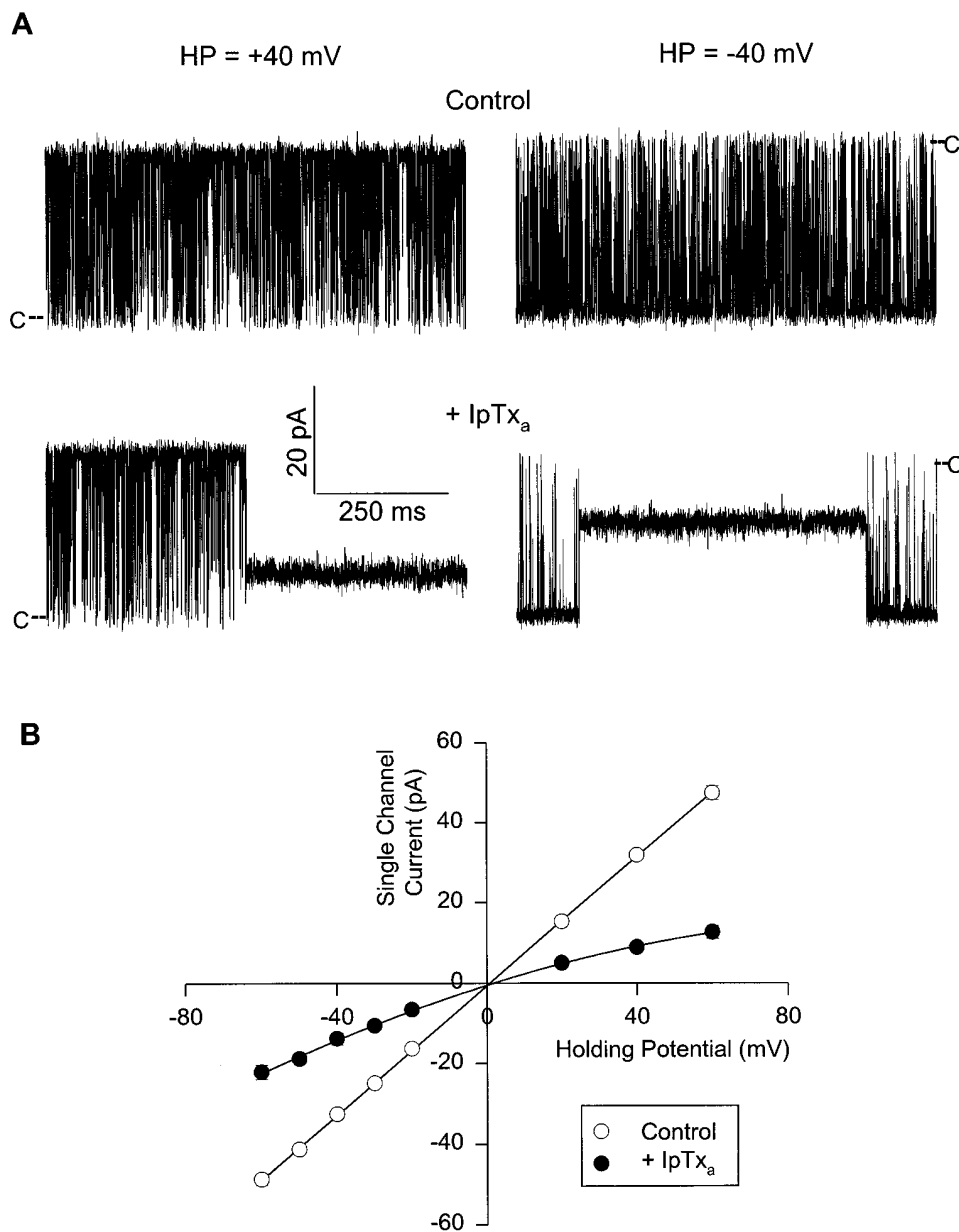 A
HP = +40 mV
HP = -40 mV
Control
C
C
+ IpTxa
20 pA
250 ms
C
C
B
Single Channel
Current (pA)
60
40
20
0
-20
-40
-60
-80
-40
0
40
80
Holding Potential (mV)
Control
+ IpTxa